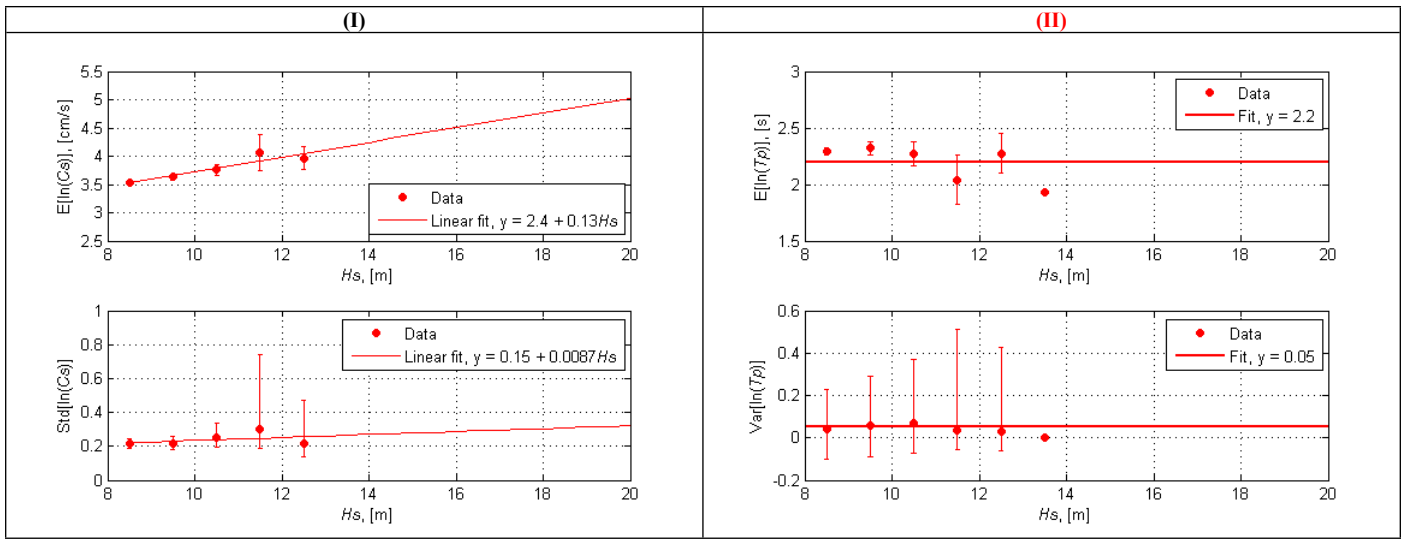 (I)
(II)
5.5
5
4.5
4
3.5
3
2.5
8 10 12 14 16 18 20
E[ln(Cs)], [cm/s]
Hs, [m]
Data
Linear fit, y = 2.4 + 0.13Hs
3
2.5
2
1.5
8 10 12 14 16 18 20
E[ln(Tp)], [s]
Hs, [m]
Data
Fit, y = 2.2
1
0.8
0.6
0.4
0.2
0
8 10 12 14 16 18 20
Std[ln(Cs)]
Hs, [m]
Data
Linear fit, y = 0.15 + 0.0087Hs
0.6
0.4
0.2
0
-0.2
8 10 12 14 16 18 20
Var[ln(Tp)]
Hs, [m]
Data
Fit, y = 0.05